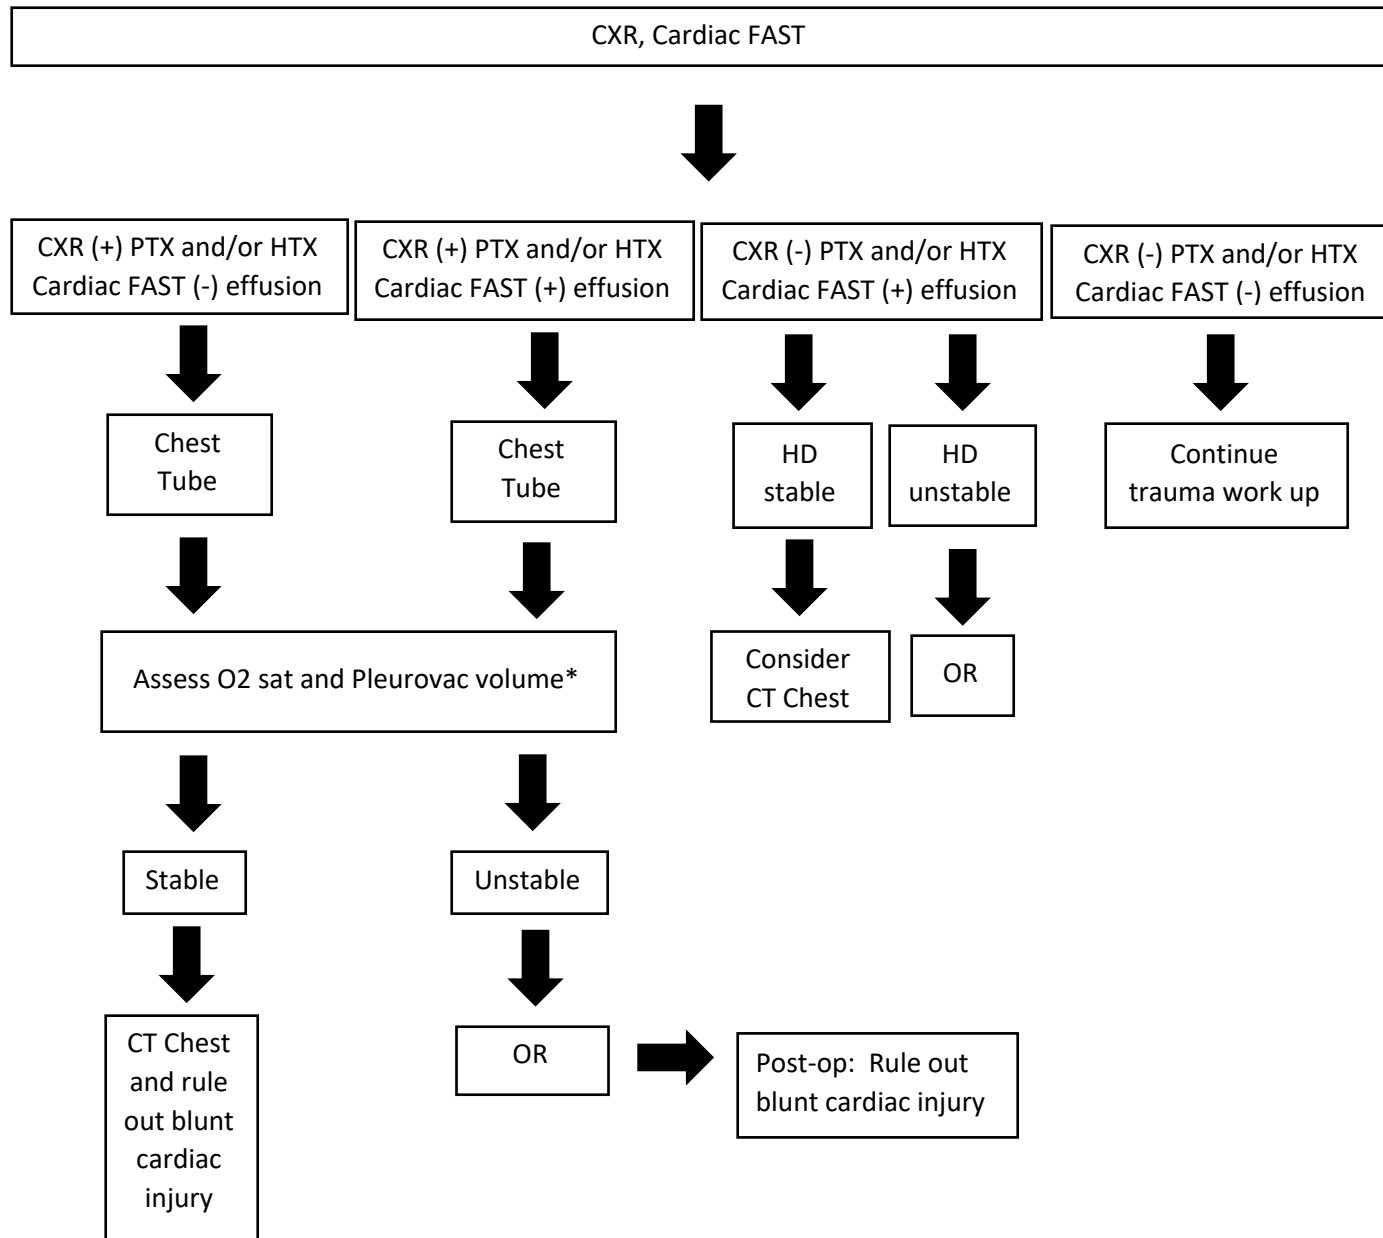 CXR, Cardiac FAST
CXR (+) PTX and/or HTX
Cardiac FAST (-) effusion
CXR (+) PTX and/or HTX
Cardiac FAST (+) effusion
CXR (-) PTX and/or HTX
Cardiac FAST (+) effusion
CXR (-) PTX and/or HTX
Cardiac FAST (-) effusion
Chest
Tube
Chest
Tube
HD
stable
HD
unstable
Continue
trauma work up
Assess O2 sat and Pleurovac volume*
Consider
CT Chest
OR
Stable
Unstable
CT Chest
and rule
out blunt
cardiac
injury
OR
Post-op:  Rule out
blunt cardiac injury